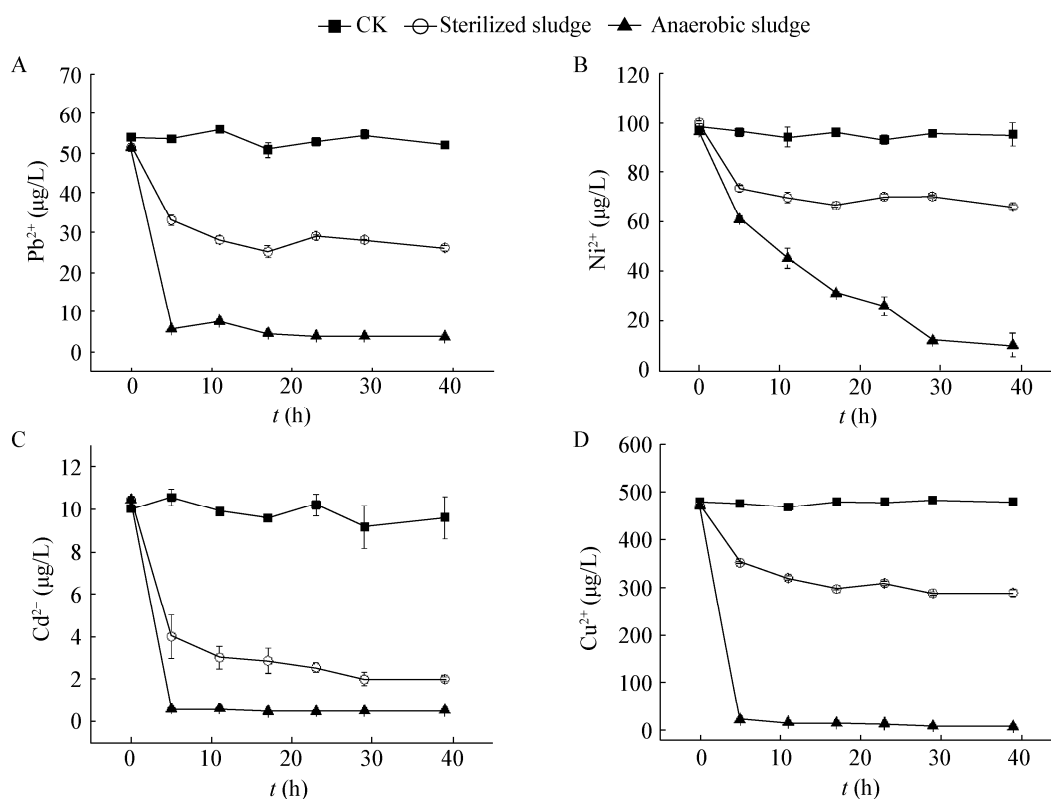 CK Sterilized sludge Anaerobic sludge
A
70
60
50
40
30
20
10
0
Pb²⁺ (μg/L)
0 10 20 30 40
t (h)
B
120
100
80
60
40
20
0
Ni²⁺ (μg/L)
0 10 20 30 40
t (h)
C
12
10
8
6
4
2
0
Cd²⁻ (μg/L)
0 10 20 30 40
t (h)
D
600
500
400
300
200
100
0
Cu²⁺ (μg/L)
0 10 20 30 40
t (h)